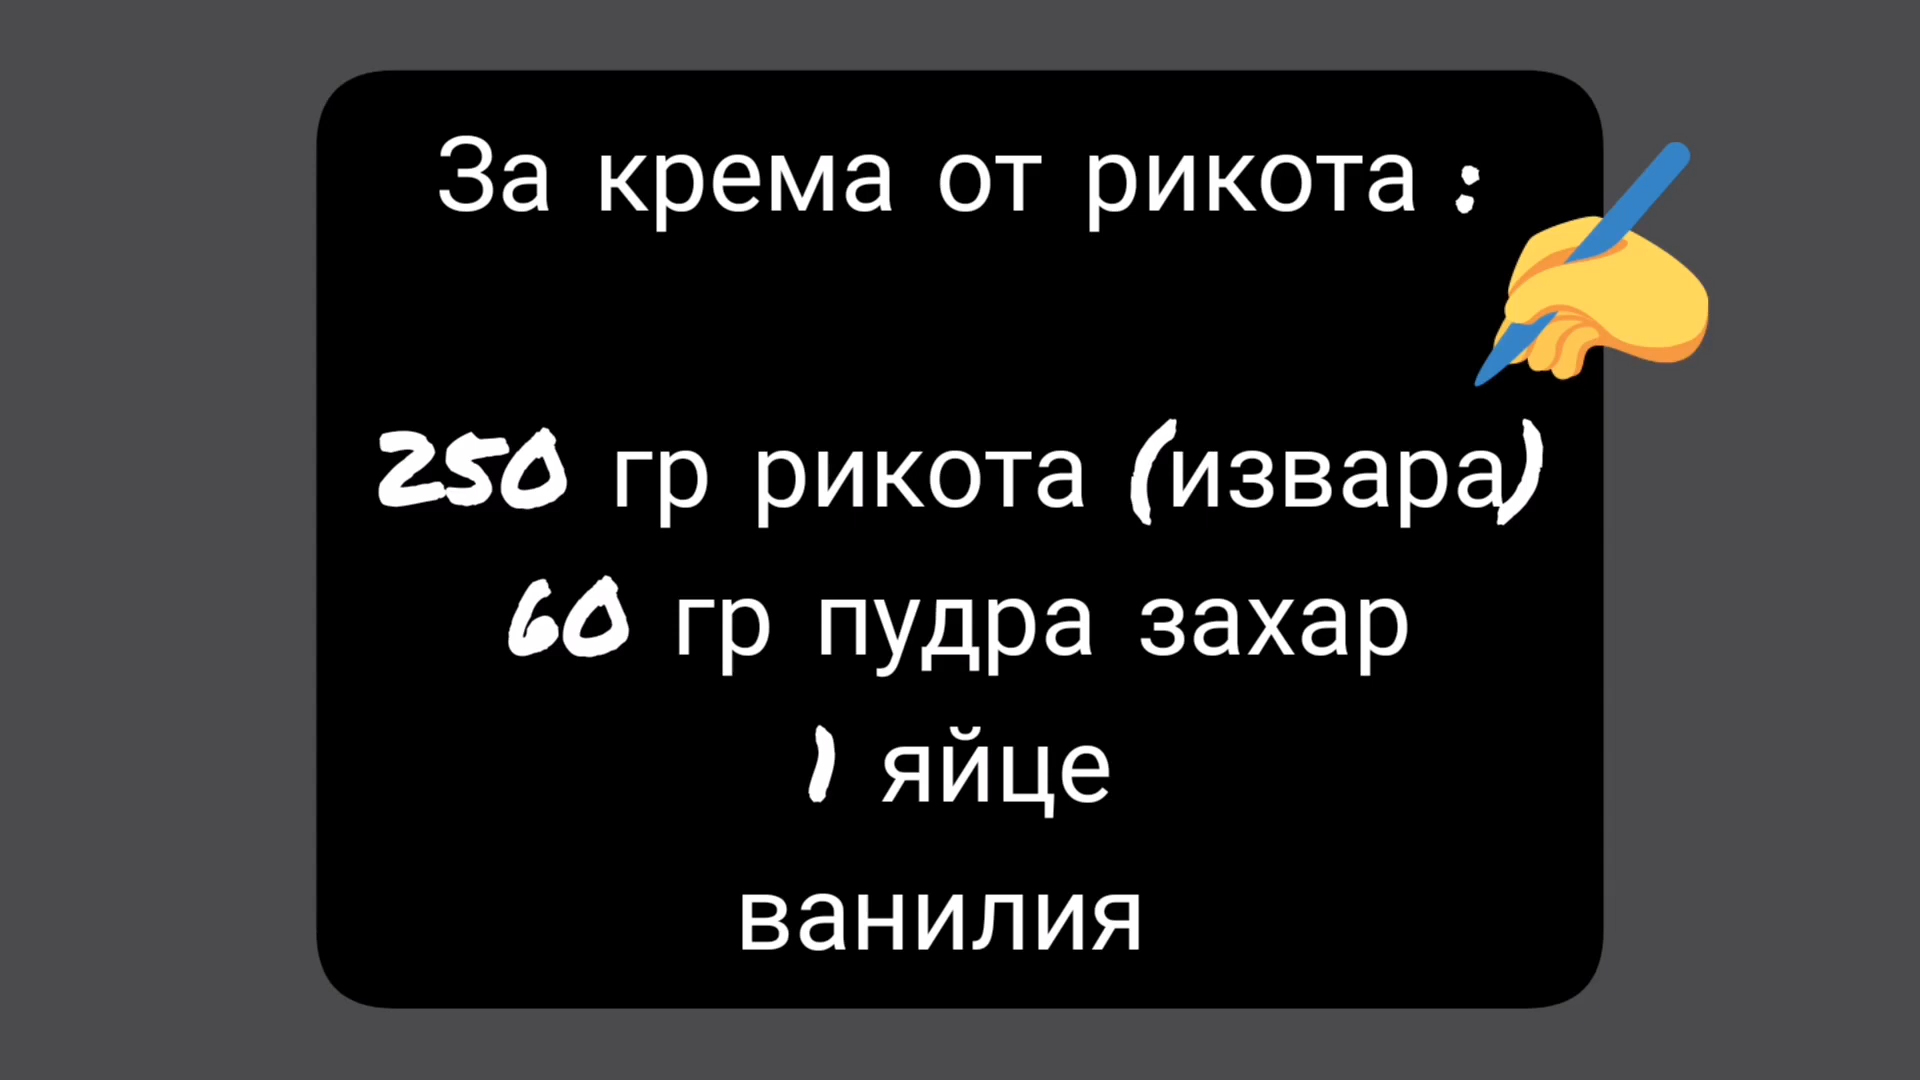 За крема от рикота :
250 гр рикота (извара)
60 гр пудра захар
1 яйце
ванилия